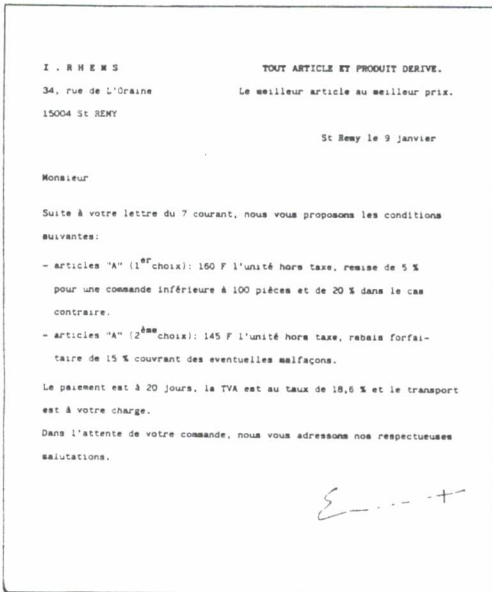 I . RHEMS
TOUT ARTICLE ET PRODUIT DERIVE.
34, rue de L'Oraine
Le meilleur article au meilleur prix.
15004 St REMY
St Remy le 9 janvier
Monsieur
Suite à votre lettre du 7 courant, nous vous proposons les conditions
suivantes:
- articles "A" (1er choix): 160 F l'unité hors taxe, remise de 5 %
pour une commande inférieure à 100 pièces et de 20 % dans le cas
contraire.
- articles "A" (2ème choix): 145 F l'unité hors taxe, rabais forfai-
taire de 15 % couvrant des eventuelles malfaçons.
Le paiement est à 20 jours, la TVA est au taux de 18,6 % et le transport
est à votre charge.
Dans l'attente de votre commande, nous vous adressons nos respectueuses
salutations.